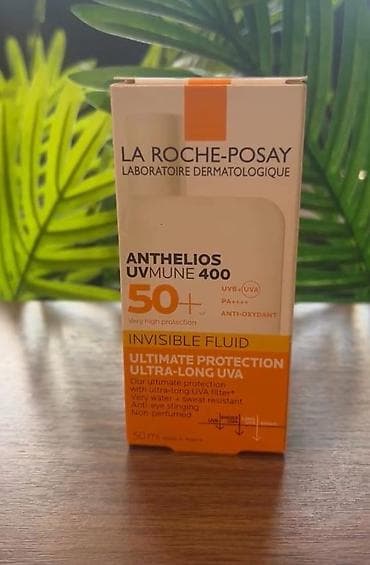 LA ROCHE-POSAY
LABORATOIRE DERMATOLOGIQUE
ANTHELIOS
UVMUNE 400
50+
UVB+UVA
PA++++
ANTI-OXYDANT
Very high protection
INVISIBLE FLUID
ULTIMATE PROTECTION
ULTRA-LONG UVA
Our ultimate protection
with ultra-long UVA filter*
Very water + sweat resistant
Anti-eye stinging
Non-perfumed
UVB
50 ml